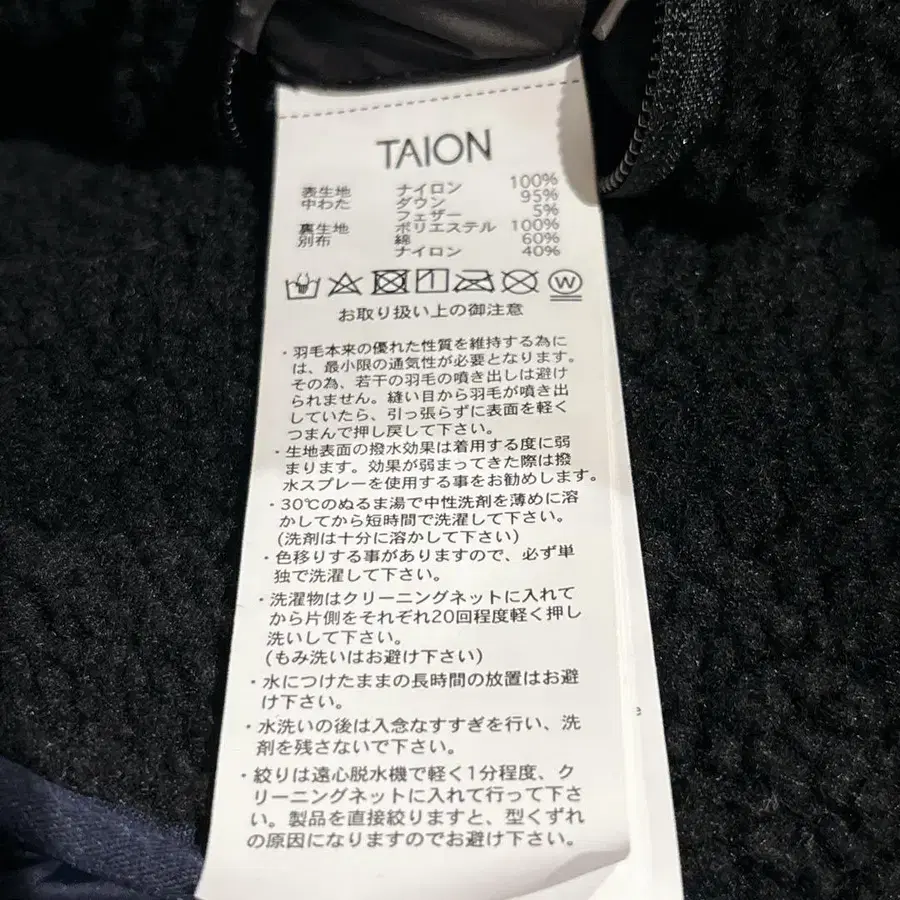 TAION
表生地 ナイロン 100%
中わた ダウン 95%
フェザー 5%
裏生地 ポリエステル 100%
別布 綿 60%
ナイロン 40%
W
お取り扱い上の御注意
・羽毛本来の優れた性質を維持する為に
は、最小限の通気性が必要となります。
その為、若干の羽毛の噴き出しは避け
られません。縫い目から羽毛が噴き出
していたら、引っ張らずに表面を軽く
つまんで押し戻して下さい。
・生地表面の撥水効果は着用する度に弱
まります。効果が弱まってきた際は撥
水スプレーを使用する事をお勧めします。
・30℃のぬるま湯で中性洗剤を薄めに溶
かしてから短時間で洗濯して下さい。
(洗剤は十分に溶かして下さい)
・色移りする事がありますので、必ず単
独で洗濯して下さい。
・洗濯物はクリーニングネットに入れて
から片側をそれぞれ20回程度軽く押し
洗いして下さい。
(もみ洗いはお避け下さい)
・水につけたままの長時間の放置はお避
け下さい。
・水洗いの後は入念なすすぎを行い、洗
剤を残さないで下さい。
・絞りは遠心脱水機で軽く1分程度、ク
リーニングネットに入れて行って下さ
い。製品を直接絞りますと、型くずれ
の原因になりますのでお避け下さい。
e